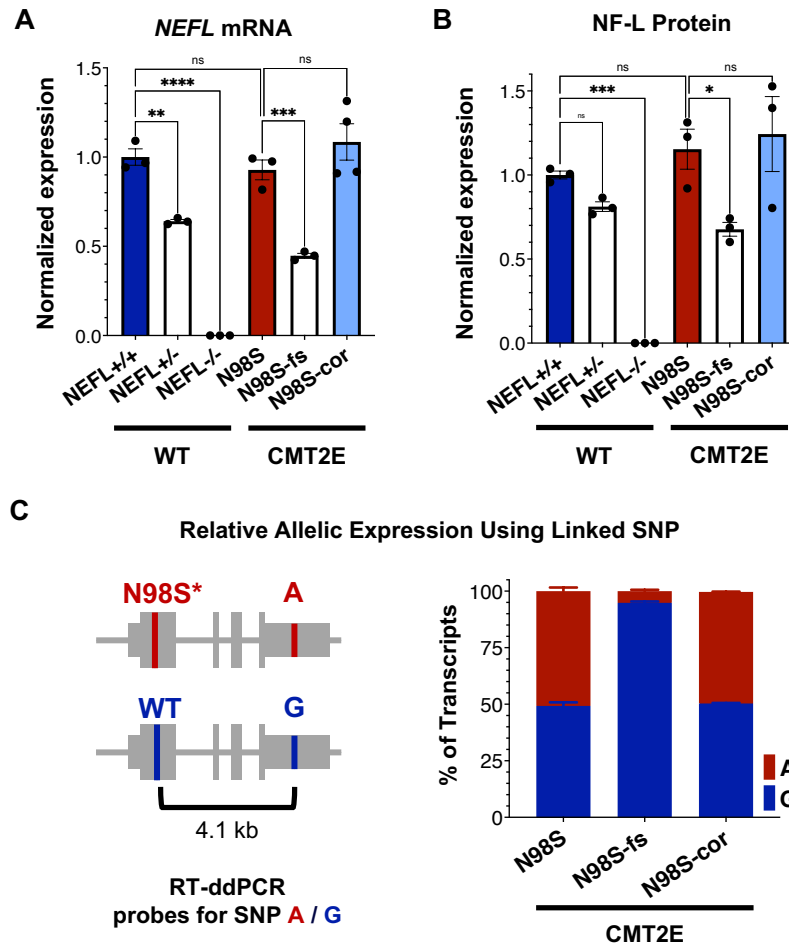 A
NEFL mRNA
Normalized expression
1.5
1.0
0.5
0.0
ns
ns
****
**
***
NEFL+/+
NEFL+/-
NEFL-/-
N98S
N98S-fs
N98S-cor
WT
CMT2E
B
NF-L Protein
Normalized expression
1.5
1.0
0.5
0.0
ns
ns
***
*
ns
NEFL+/+
NEFL+/-
NEFL-/-
N98S
N98S-fs
N98S-cor
WT
CMT2E
C
Relative Allelic Expression Using Linked SNP
N98S*
A
WT
G
4.1 kb
RT-ddPCR
probes for SNP A / G
% of Transcripts
100
75
50
25
0
A
G
N98S
N98S-fs
N98S-cor
CMT2E